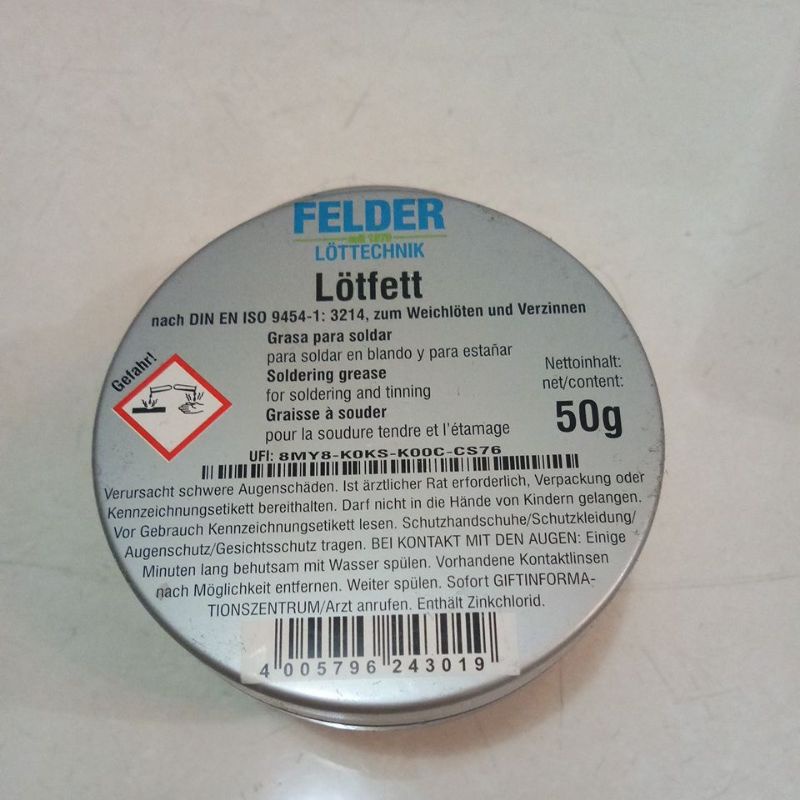 FELDER
seit 1979
LÖTTECHNIK
Lötfett
nach DIN EN ISO 9454-1: 3214, zum Weichlöten und Verzinnen
Grasa para soldar
para soldar en blando y para estañar
Soldering grease
for soldering and tinning
Graisse à souder
pour la soudure tendre et l'étamage
Gefahr!
Nettoinhalt:
net/content:
50g
UFI: 8MY8-K0KS-K00C-CS76
Verursacht schwere Augenschäden. Ist ärztlicher Rat erforderlich, Verpackung oder
Kennzeichnungsetikett bereithalten. Darf nicht in die Hände von Kindern gelangen.
Vor Gebrauch Kennzeichnungsetikett lesen. Schutzhandschuhe/Schutzkleidung/
Augenschutz/Gesichtsschutz tragen. BEI KONTAKT MIT DEN AUGEN: Einige
Minuten lang behutsam mit Wasser spülen. Vorhandene Kontaktlinsen
nach Möglichkeit entfernen. Weiter spülen. Sofort GIFTINFORMA-
TIONSZENTRUM/Arzt anrufen. Enthält Zinkchlorid.
4 005796 243019